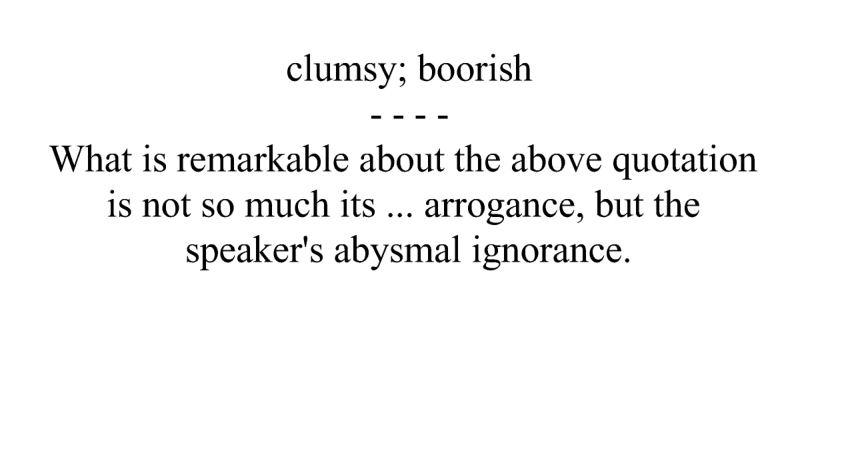 clumsy; boorish
- - - -
What is remarkable about the above quotation
is not so much its ... arrogance, but the
speaker's abysmal ignorance.